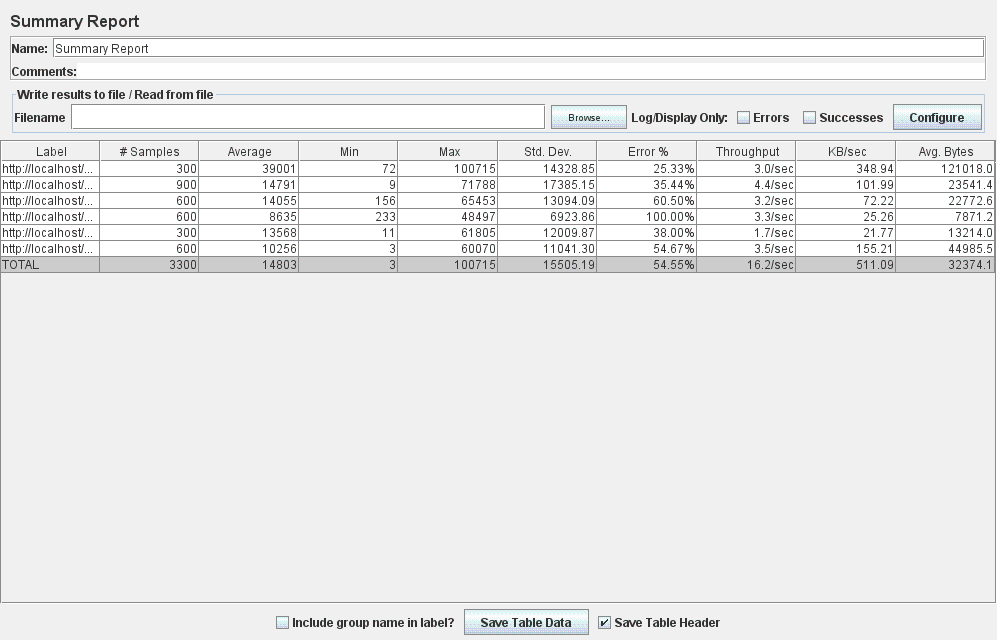 Summary Report
Name: Summary Report
Comments:
Write results to file / Read from file
Filename Browse... Log/Display Only: Errors Successes Configure
Label # Samples Average Min Max Std. Dev. Error % Throughput KB/sec Avg. Bytes
http://localhost/... 300 39001 72 100715 14328.85 25.33% 3.0/sec 348.94 121018.0
http://localhost/... 900 14791 9 71788 17385.15 35.44% 4.4/sec 101.99 23541.4
http://localhost/... 600 14055 156 65453 13094.09 60.50% 3.2/sec 72.22 22772.6
http://localhost/... 600 8635 233 48497 6923.86 100.00% 3.3/sec 25.26 7871.2
http://localhost/... 300 13568 11 61805 12009.87 38.00% 1.7/sec 21.77 13214.0
http://localhost/... 600 10256 3 60070 11041.30 54.67% 3.5/sec 155.21 44985.5
TOTAL 3300 14803 3 100715 15505.19 54.55% 16.2/sec 511.09 32374.1
Include group name in label? Save Table Data Save Table Header